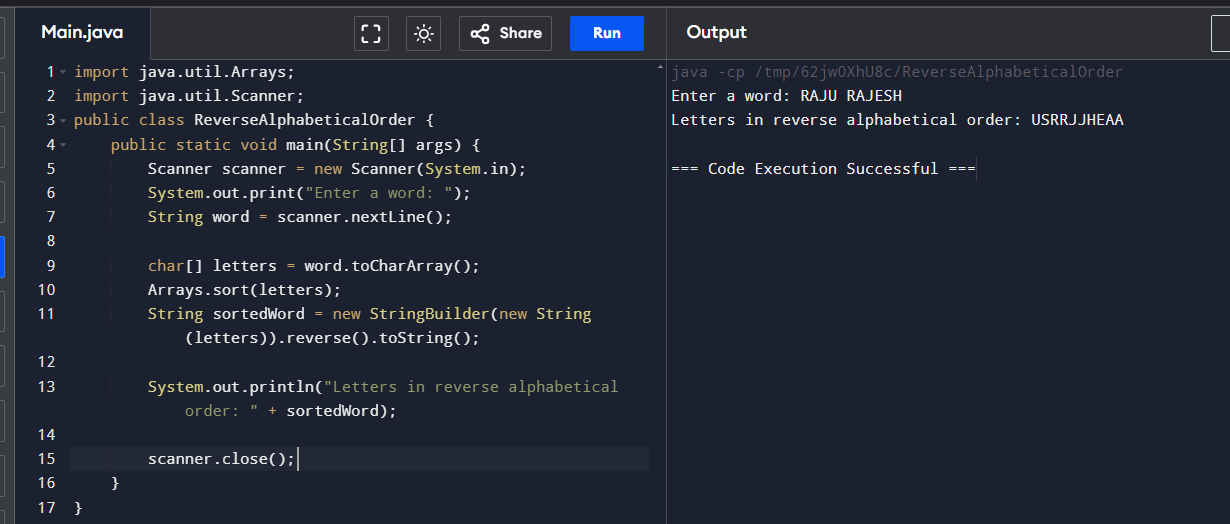 Main.java
Share
Run
Output
1 import java.util.Arrays;
2 import java.util.Scanner;
3 public class ReverseAlphabeticalOrder {
4     public static void main(String[] args) {
5         Scanner scanner = new Scanner(System.in);
6         System.out.print("Enter a word: ");
7         String word = scanner.nextLine();
8
9         char[] letters = word.toCharArray();
10         Arrays.sort(letters);
11         String sortedWord = new StringBuilder(new String
            (letters)).reverse().toString();
12
13         System.out.println("Letters in reverse alphabetical
            order: " + sortedWord);
14
15         scanner.close();
16     }
17 }
java -cp /tmp/62jwOXhU8c/ReverseAlphabeticalOrder
Enter a word: RAJU RAJESH
Letters in reverse alphabetical order: USRRJJHEAA
=== Code Execution Successful ===